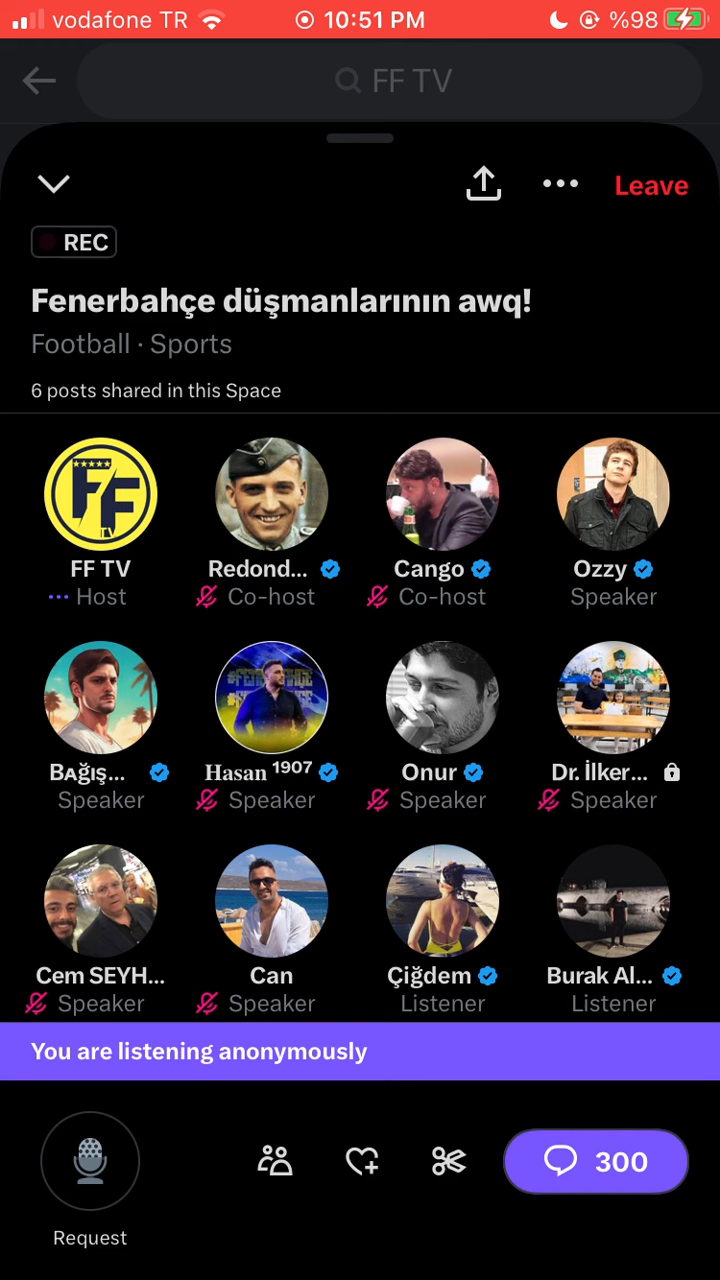 vodafone TR 10:51 PM %98
FF TV
Leave
REC
Fenerbahçe düşmanlarının awq!
Football · Sports
6 posts shared in this Space
FF TV
FF TV Redond... Cango Ozzy
Host Co-host Co-host Speaker
#FENERBAHÇE
Bağış... Hasan 1907 Onur Dr. İlker...
Speaker Speaker Speaker Speaker
Cem SEYH... Can Çiğdem Burak Al...
Speaker Speaker Listener Listener
You are listening anonymously
300
Request